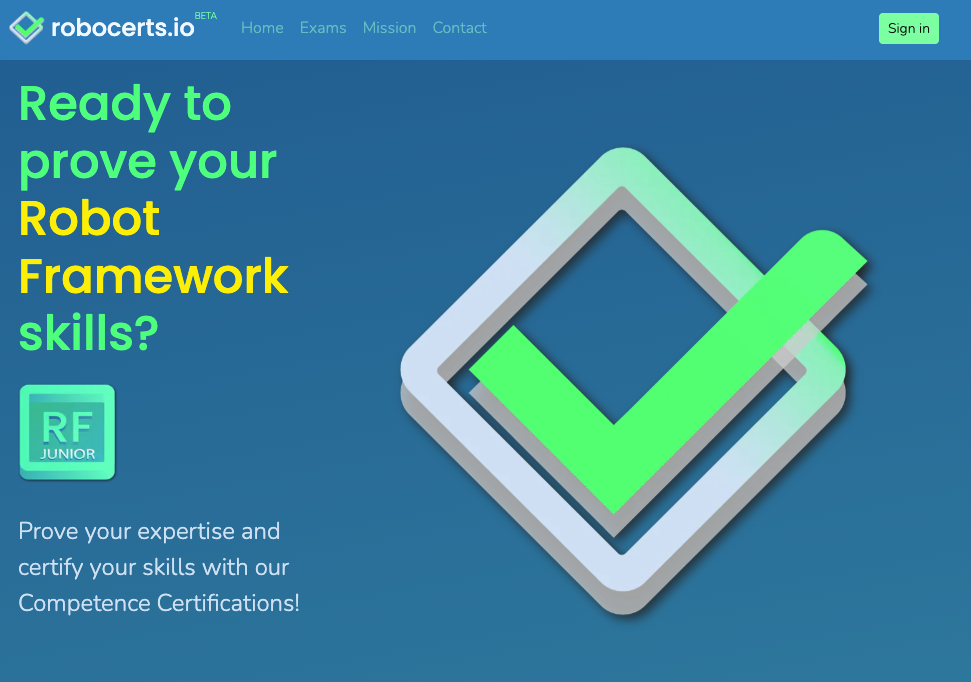 robocerts.io BETA Home Exams Mission Contact Sign in
Ready to
prove your
Robot
Framework
skills?
RF
JUNIOR
Prove your expertise and
certify your skills with our
Competence Certifications!